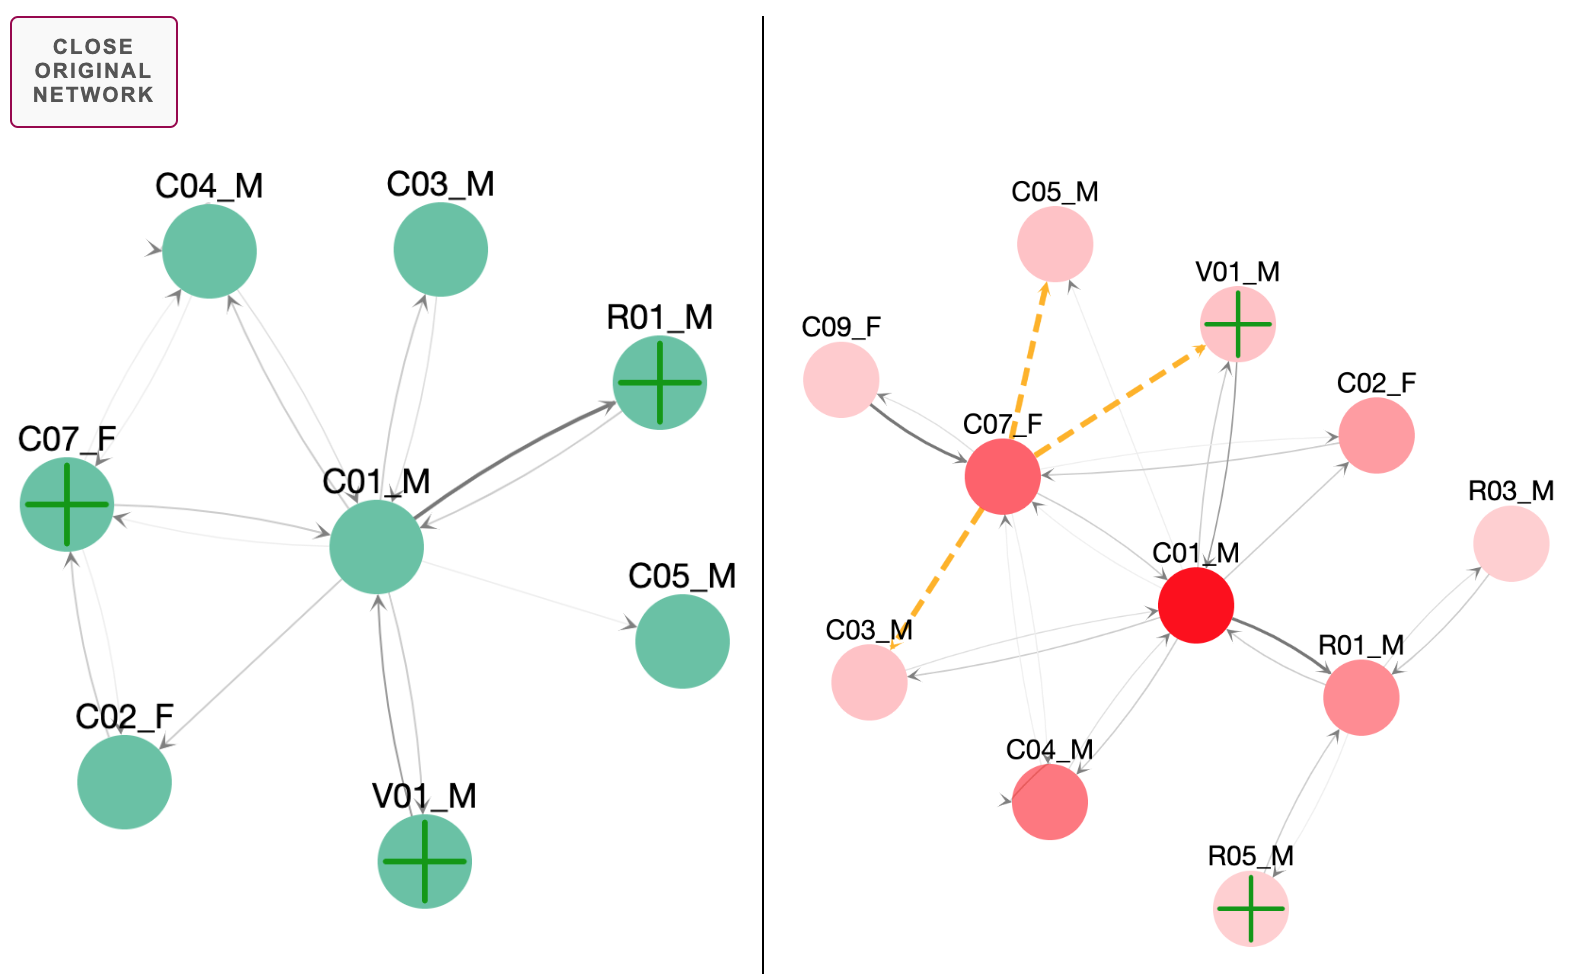 CLOSE
ORIGINAL
NETWORK
C04_M
C03_M
R01_M
C07_F
C01_M
C05_M
C02_F
V01_M
C05_M
V01_M
C09_F
C02_F
C07_F
R03_M
C01_M
C03_M
R01_M
C04_M
R05_M